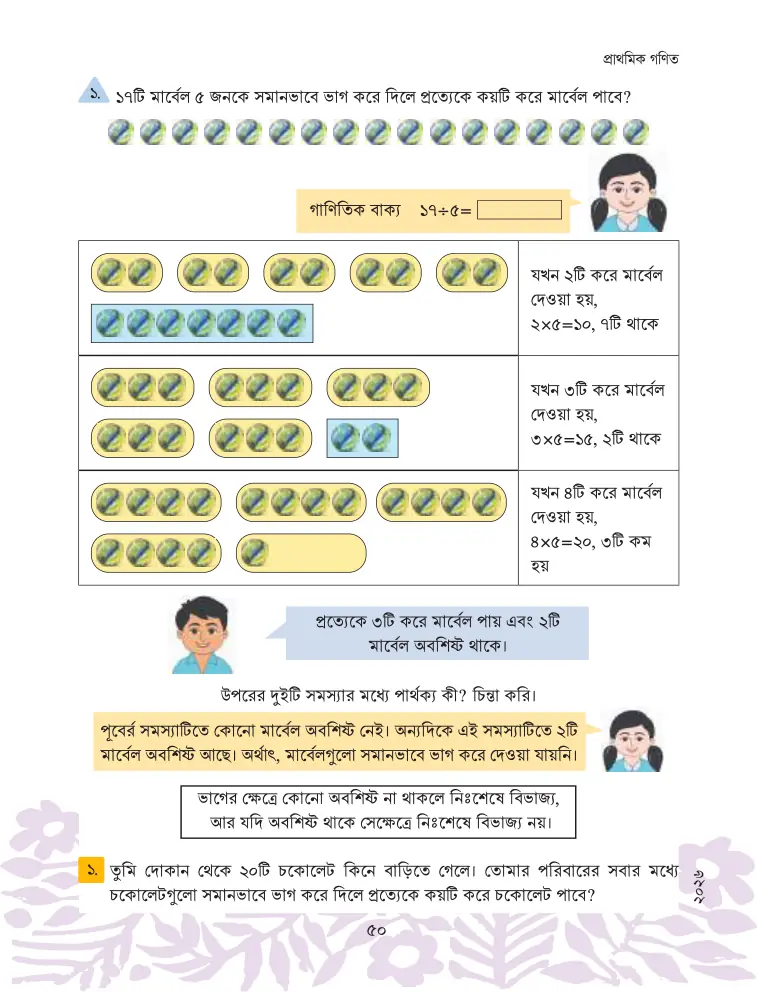 প্রাথমিক গণিত
১. ১৭টি মার্বেল ৫ জনকে সমানভাবে ভাগ করে দিলে প্রত্যেকে কয়টি করে মার্বেল পাবে?
গাণিতিক বাক্য ১৭÷৫=
যখন ২টি করে মার্বেল
দেওয়া হয়,
২×৫=১০, ৭টি থাকে
যখন ৩টি করে মার্বেল
দেওয়া হয়,
৩×৫=১৫, ২টি থাকে
যখন ৪টি করে মার্বেল
দেওয়া হয়,
৪×৫=২০, ৩টি কম
হয়
প্রত্যেকে ৩টি করে মার্বেল পায় এবং ২টি
মার্বেল অবশিষ্ট থাকে।
উপরের দুইটি সমস্যার মধ্যে পার্থক্য কী? চিন্তা করি।
পূর্বের সমস্যাটিতে কোনো মার্বেল অবশিষ্ট নেই। অন্যদিকে এই সমস্যাটিতে ২টি
মার্বেল অবশিষ্ট আছে। অর্থাৎ, মার্বেলগুলো সমানভাবে ভাগ করে দেওয়া যায়নি।
ভাগের ক্ষেত্রে কোনো অবশিষ্ট না থাকলে নিঃশেষে বিভাজ্য,
আর যদি অবশিষ্ট থাকে সেক্ষেত্রে নিঃশেষে বিভাজ্য নয়।
১. তুমি দোকান থেকে ২০টি চকোলেট কিনে বাড়িতে গেলে। তোমার পরিবারের সবার মধ্যে
চকোলেটগুলো সমানভাবে ভাগ করে দিলে প্রত্যেকে কয়টি করে চকোলেট পাবে?
২০২৬
৫০